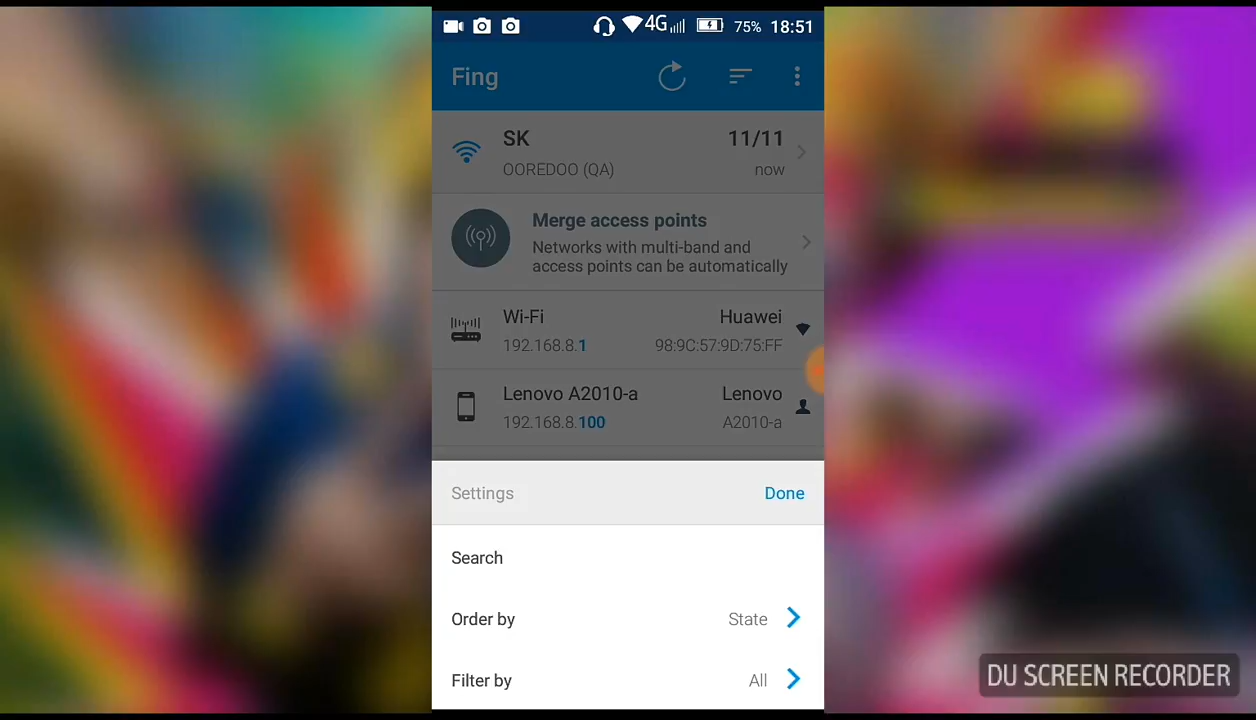 4G 75% 18:51
Fing
SK 11/11
OOREDOO (QA) now
Merge access points
Networks with multi-band and
access points can be automatically
Wi-Fi Huawei
192.168.8.1 98:9C:57:9D:75:FF
Lenovo A2010-a Lenovo
192.168.8.100 A2010-a
Settings Done
Search
Order by State
Filter by All
DU SCREEN RECORDER